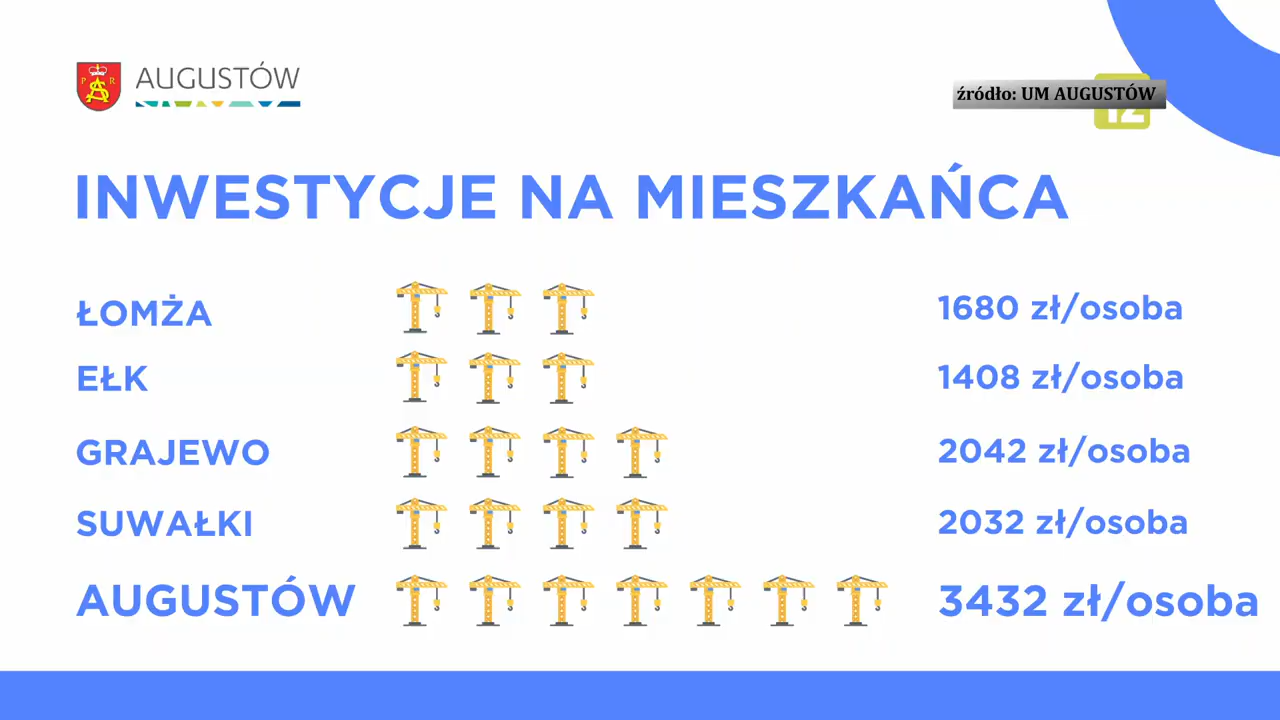 P R
AUGUSTÓW
źródło: UM AUGUSTÓW
INWESTYCJE NA MIESZKAŃCA
ŁOMŻA 1680 zł/osoba
EŁK 1408 zł/osoba
GRAJEWO 2042 zł/osoba
SUWAŁKI 2032 zł/osoba
AUGUSTÓW 3432 zł/osoba